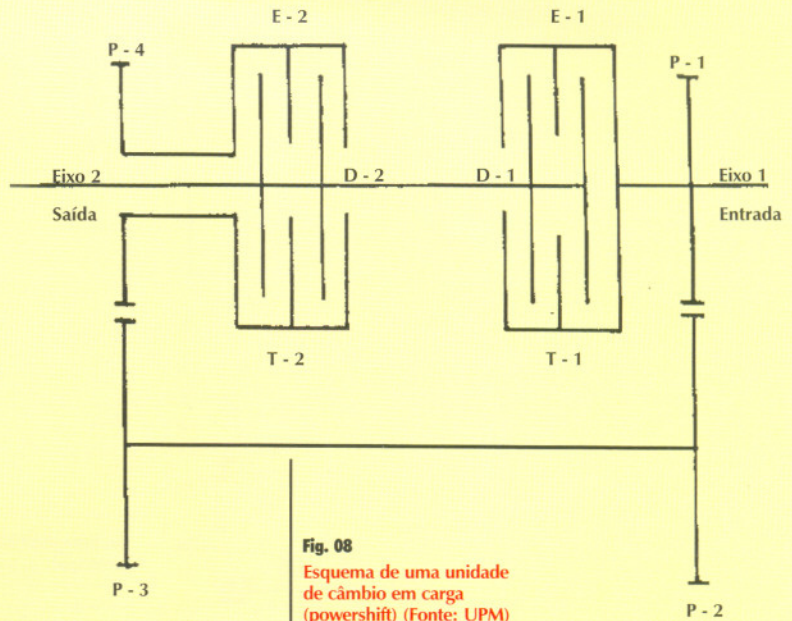 E - 2
E - 1
P - 4
P - 1
Eixo 2
D - 2
D - 1
Eixo 1
Saída
Entrada
T - 2
T - 1
Fig. 08
Esquema de uma unidade
de câmbio em carga
(powershift) (Fonte: UPM)
P - 3
P - 2